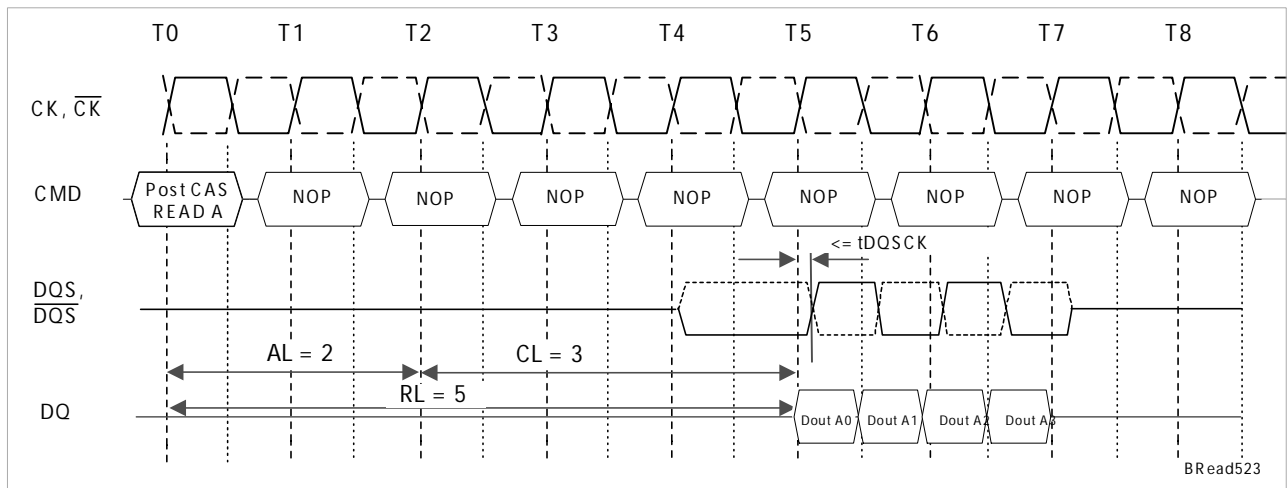 T0 T1 T2 T3 T4 T5 T6 T7 T8
CK, CK
CMD
Post CAS
READ A
NOP NOP NOP NOP NOP NOP NOP NOP
<= tDQSCK
DQS,
DQS
AL = 2
CL = 3
RL = 5
DQ
Dout A0 Dout A1 Dout A2 Dout A3
BRead523